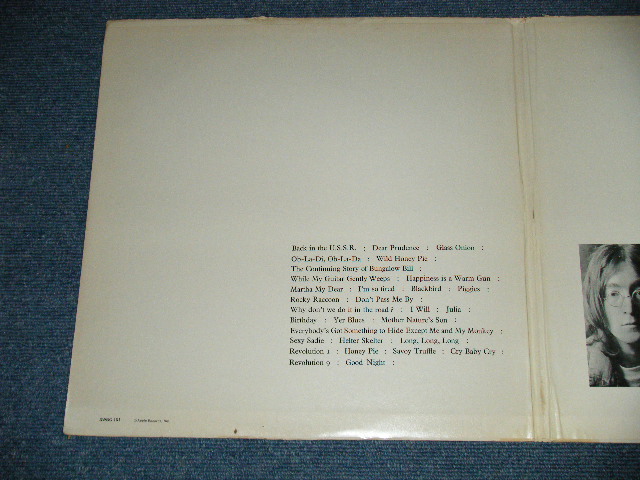 Back in the U.S.S.R. : Dear Prudence : Glass Onion :
Ob-La-Di, Ob-La-Da : Wild Honey Pie :
The Continuing Story of Bungalow Bill :
While My Guitar Gently Weeps : Happiness is a Warm Gun :
Martha My Dear : I'm so tired : Blackbird : Piggies :
Rocky Raccoon : Don't Pass Me By :
Why don't we do it in the road? : I Will : Julia :
Birthday : Yer Blues : Mother Nature's Son :
Everybody's Got Something to Hide Except Me and My Monkey :
Sexy Sadie : Helter Skelter : Long, Long, Long :
Revolution 1 : Honey Pie : Savoy Truffle : Cry Baby Cry :
Revolution 9 : Good Night :